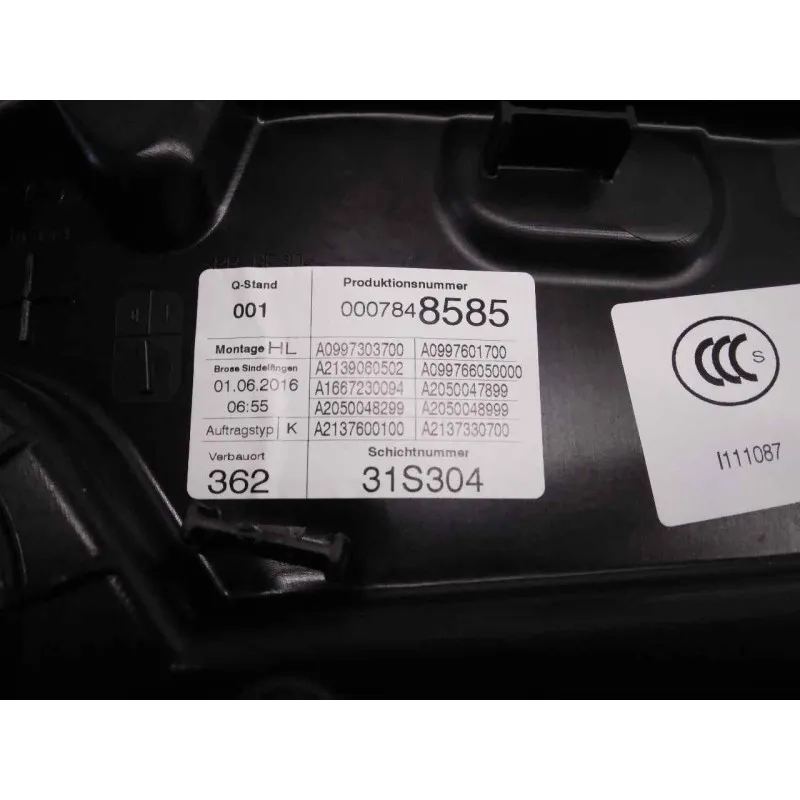 Q-Stand Produktionsnummer
001 0007848585
Montage HL A0997303700 A0997601700
Brose Sindelfingen A2139060502 A099766050000
01.06.2016 A1667230094 A2050047899
06:55 A2050048299 A2050048999
Auftragstyp K A2137600100 A2137330700
Verbauort Schichtnummer
362 31S304
CCC S
I111087